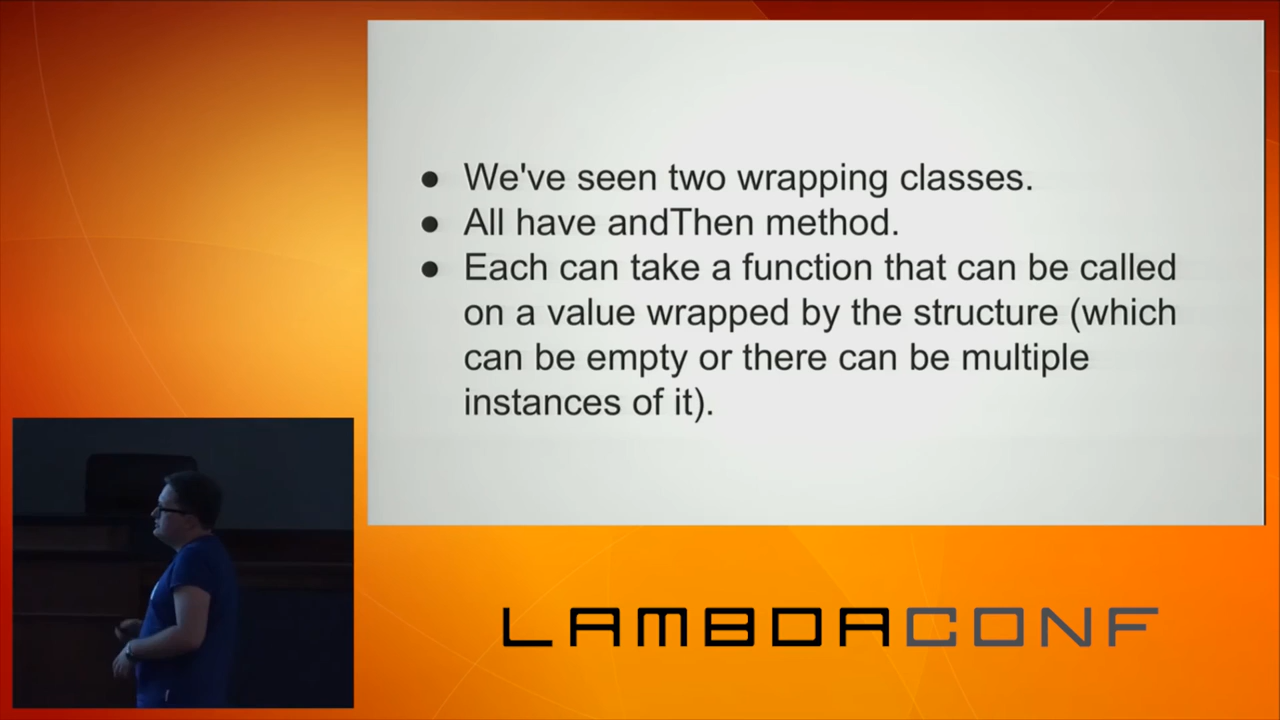 ● We've seen two wrapping classes.
● All have andThen method.
● Each can take a function that can be called
on a value wrapped by the structure (which
can be empty or there can be multiple
instances of it).
LAMBDACONF